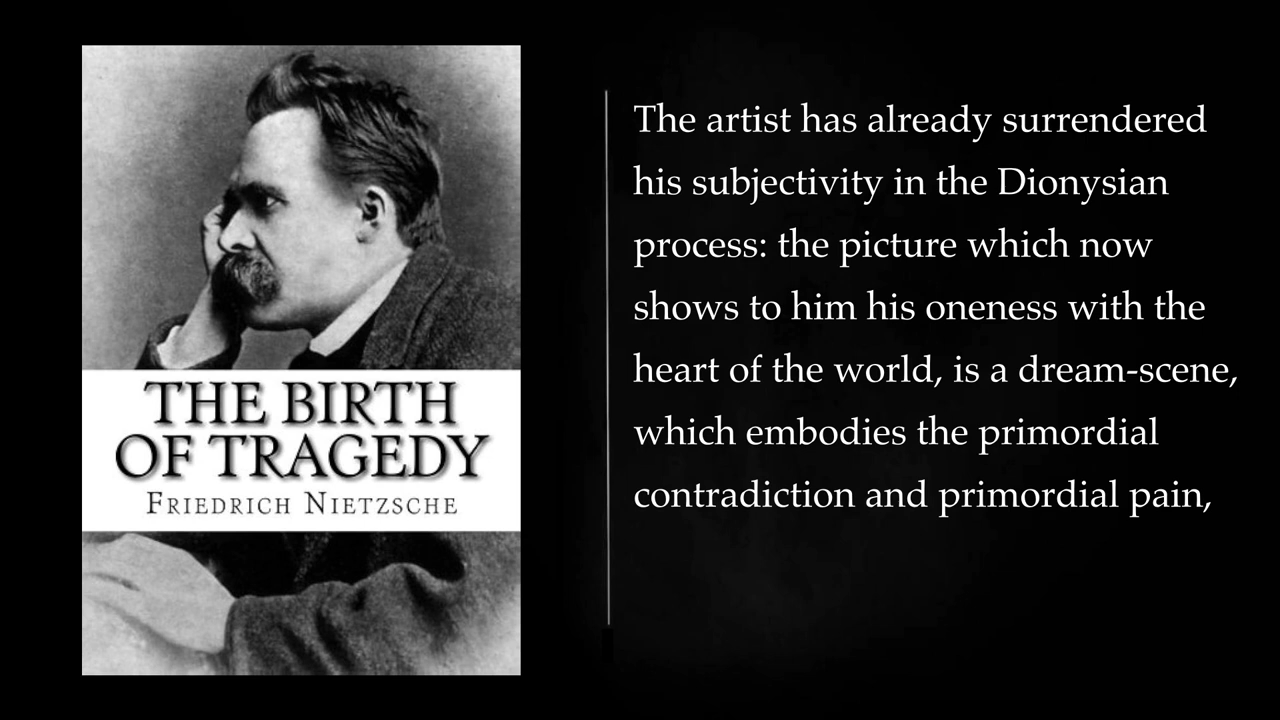 THE BIRTH
OF TRAGEDY
FRIEDRICH NIETZSCHE
The artist has already surrendered
his subjectivity in the Dionysian
process: the picture which now
shows to him his oneness with the
heart of the world, is a dream-scene,
which embodies the primordial
contradiction and primordial pain,